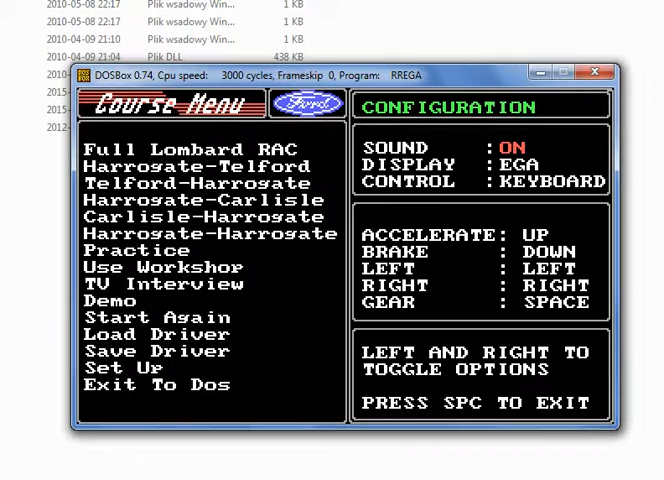 2010-05-08 22:17 Plik wsadowy Win... 1 KB
2010-05-08 22:17 Plik wsadowy Win... 1 KB
2010-04-09 21:10 Plik wsadowy Win... 1 KB
2010-04-09 21:04 Plik DLL 438 KB
2010-04
2015-
2015-
2012-
DOSBox 0.74, Cpu speed: 3000 cycles, Frameskip 0, Program: RREGA
Course Menu
Ford
Full Lombard RAC
Harrogate-Telford
Telford-Harrogate
Harrogate-Carlisle
Carlisle-Harrogate
Harrogate-Harrogate
Practice
Use Workshop
TV Interview
Demo
Start Again
Load Driver
Save Driver
Set Up
Exit To Dos
CONFIGURATION
SOUND :ON
DISPLAY :EGA
CONTROL :KEYBOARD
ACCELERATE: UP
BRAKE : DOWN
LEFT : LEFT
RIGHT : RIGHT
GEAR : SPACE
LEFT AND RIGHT TO
TOGGLE OPTIONS
PRESS SPC TO EXIT